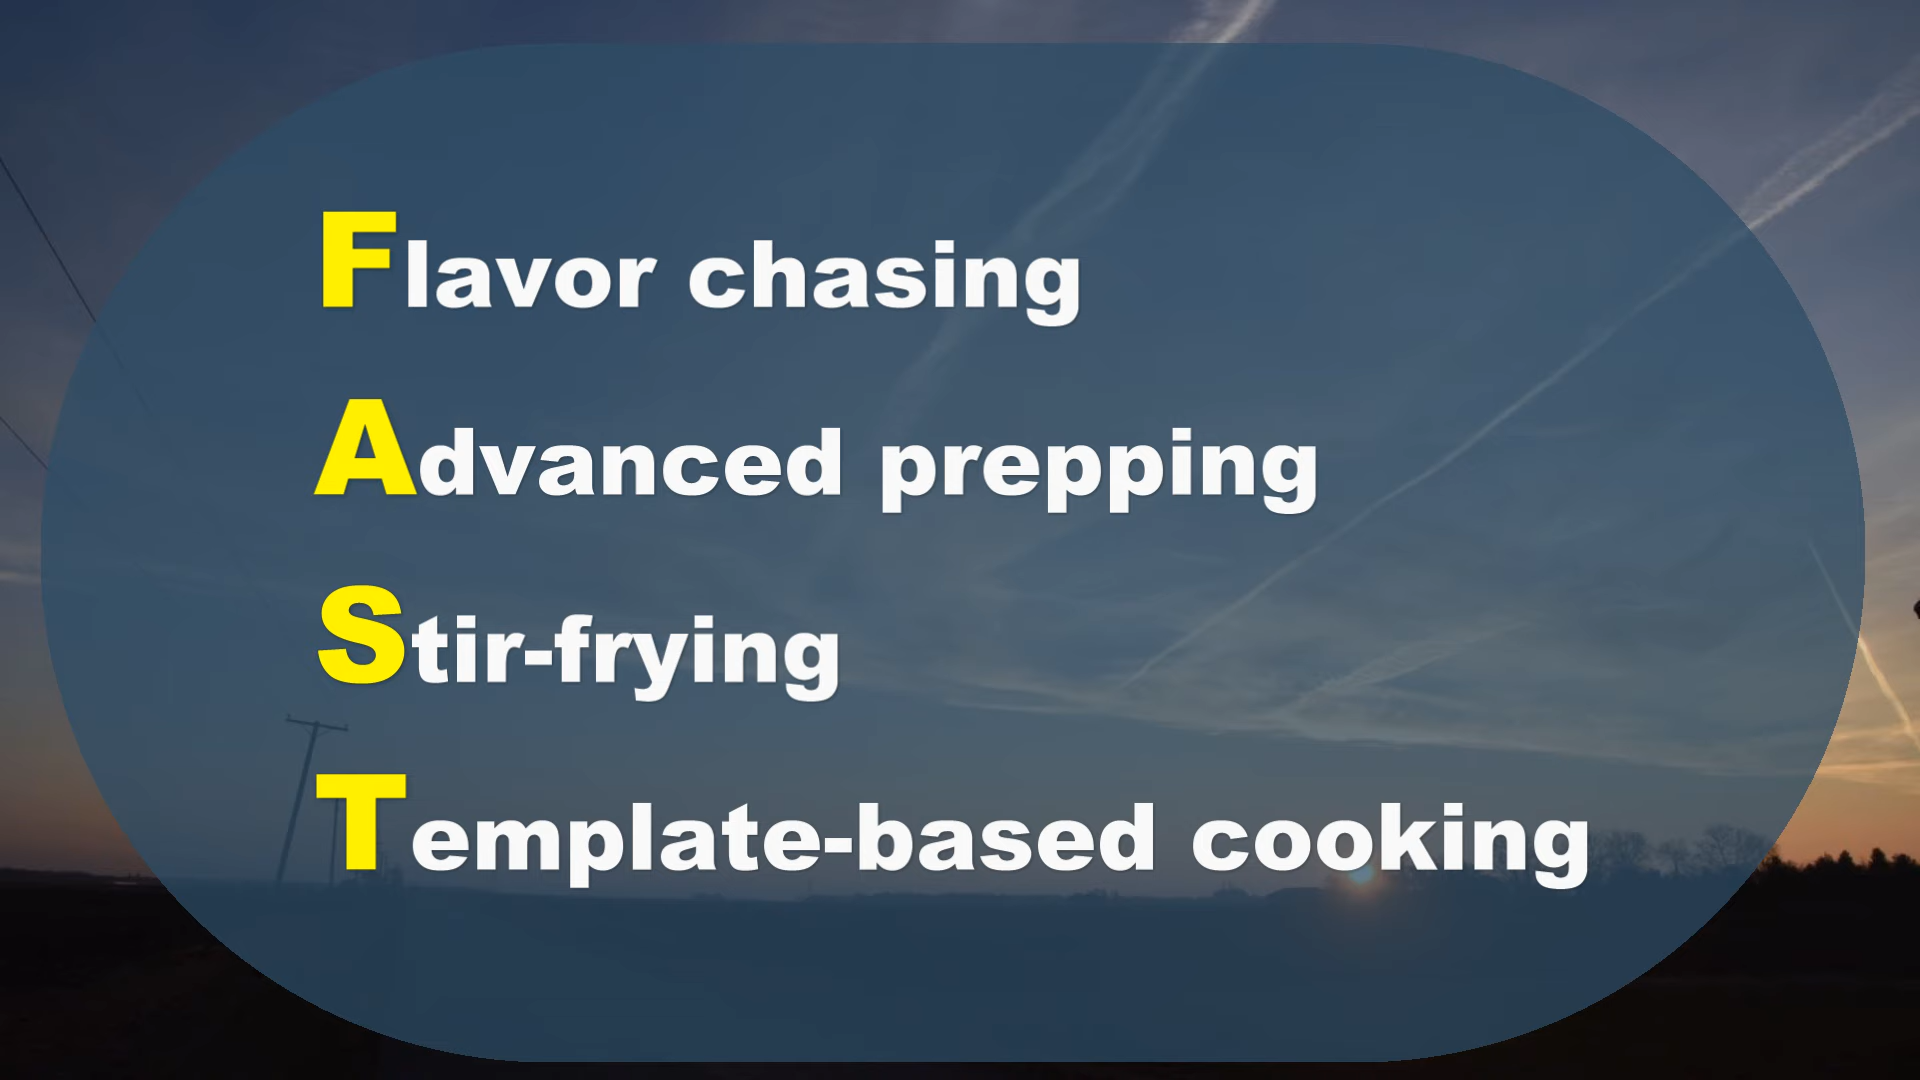 Flavor chasing
Advanced prepping
Stir-frying
Template-based cooking